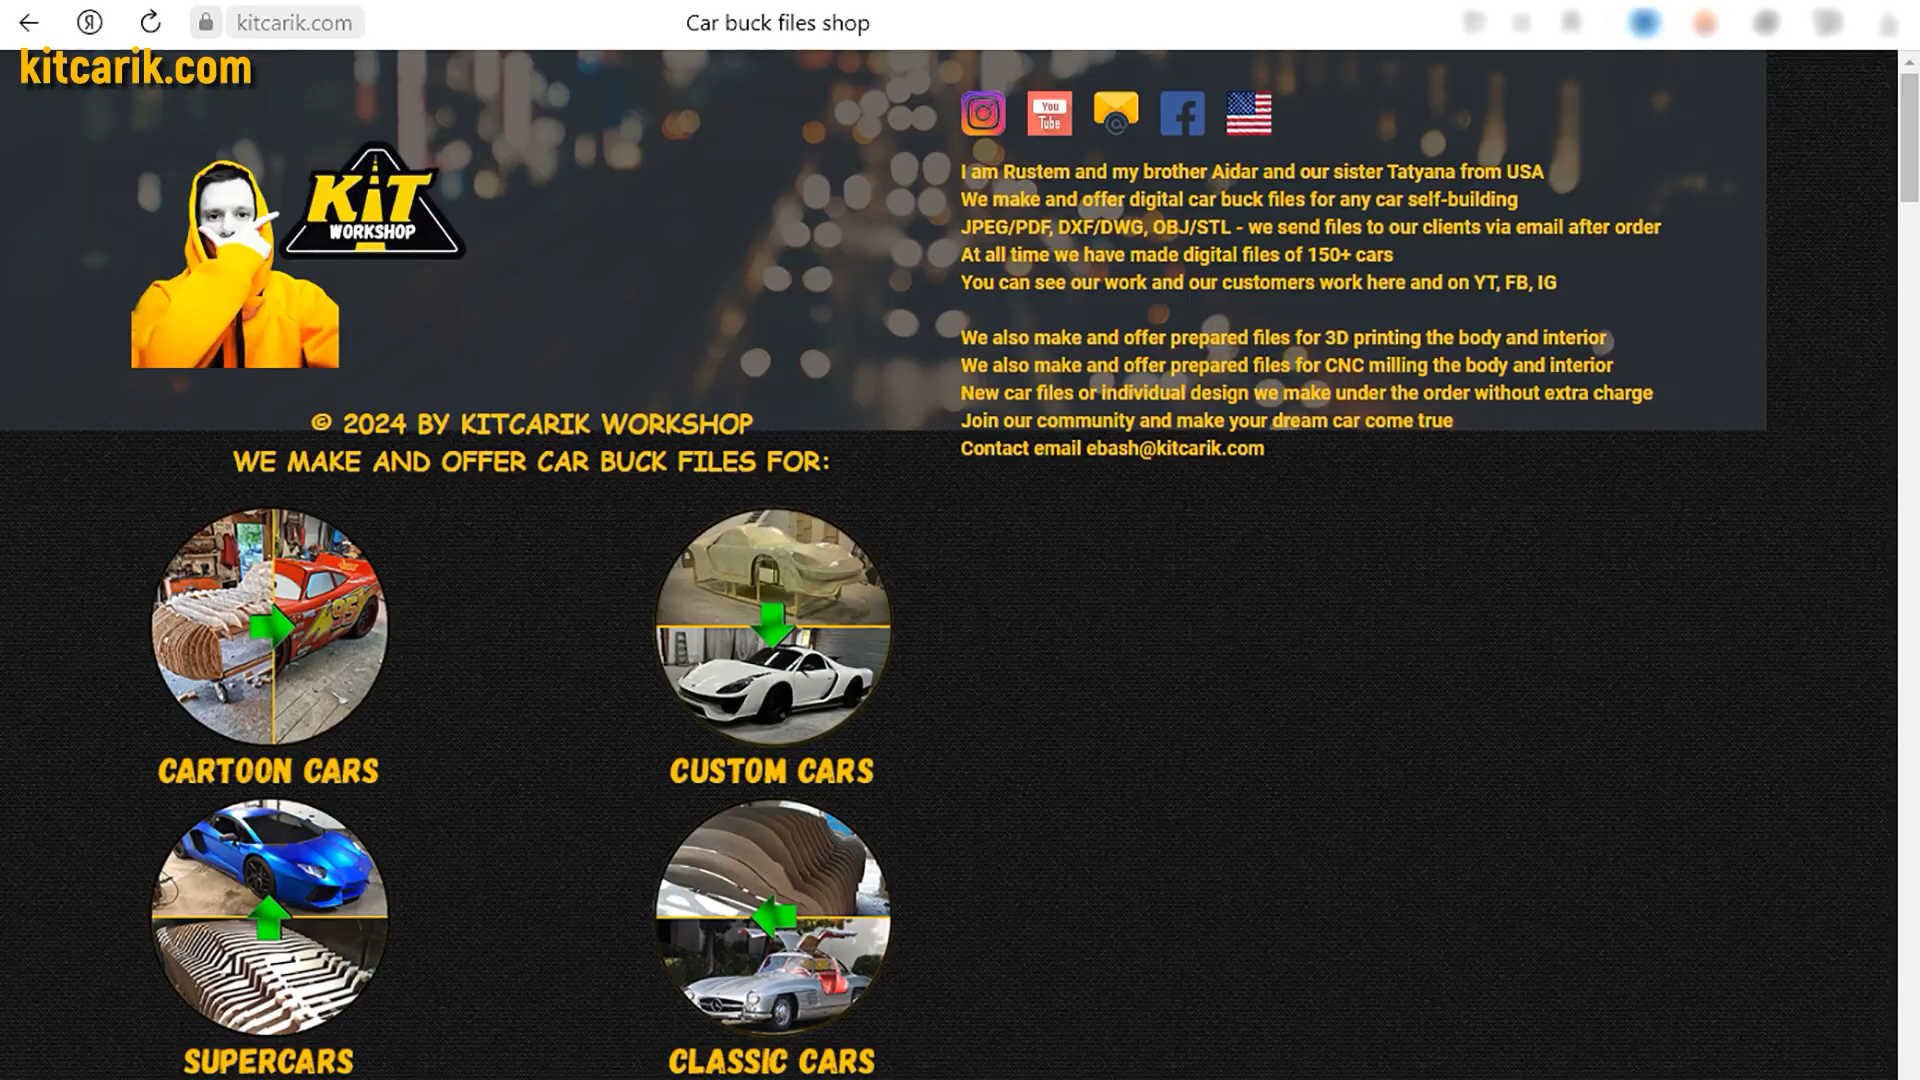 kitcarik.com
Car buck files shop
kitcarik.com
You
Tube
KiT
WORKSHOP
I am Rustem and my brother Aidar and our sister Tatyana from USA
We make and offer digital car buck files for any car self-building
JPEG/PDF, DXF/DWG, OBJ/STL - we send files to our clients via email after order
At all time we have made digital files of 150+ cars
You can see our work and our customers work here and on YT, FB, IG
We also make and offer prepared files for 3D printing the body and interior
We also make and offer prepared files for CNC milling the body and interior
New car files or individual design we make under the order without extra charge
Join our community and make your dream car come true
Contact email ebash@kitcarik.com
© 2024 BY KITCARIK WORKSHOP
WE MAKE AND OFFER CAR BUCK FILES FOR:
95
CARTOON CARS
CUSTOM CARS
SUPERCARS
CLASSIC CARS